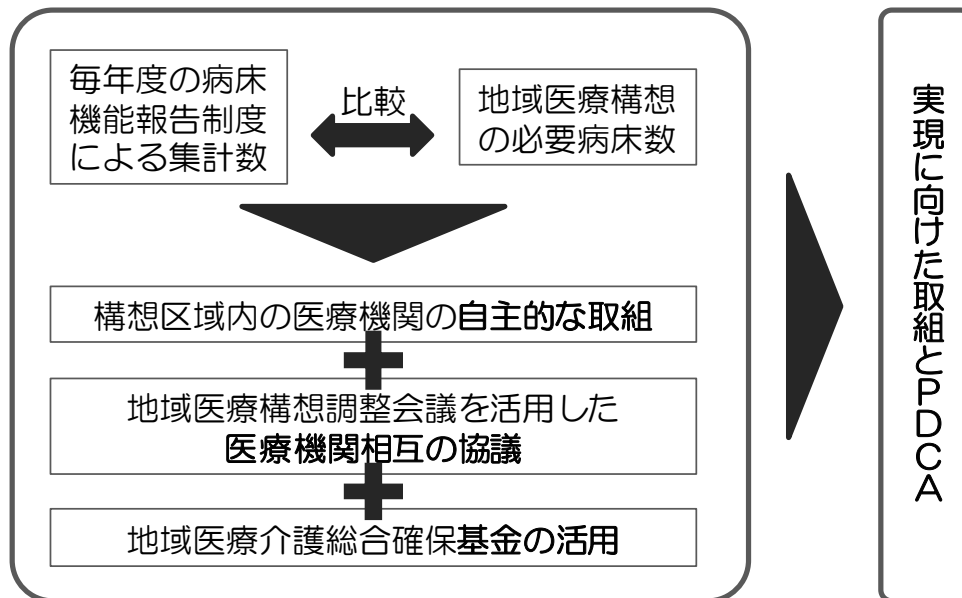 毎年度の病床
機能報告制度
による集計数
比較
地域医療構想
の必要病床数
構想区域内の医療機関の自主的な取組
地域医療構想調整会議を活用した
医療機関相互の協議
地域医療介護総合確保基金の活用
実現に向けた取組とPDCA